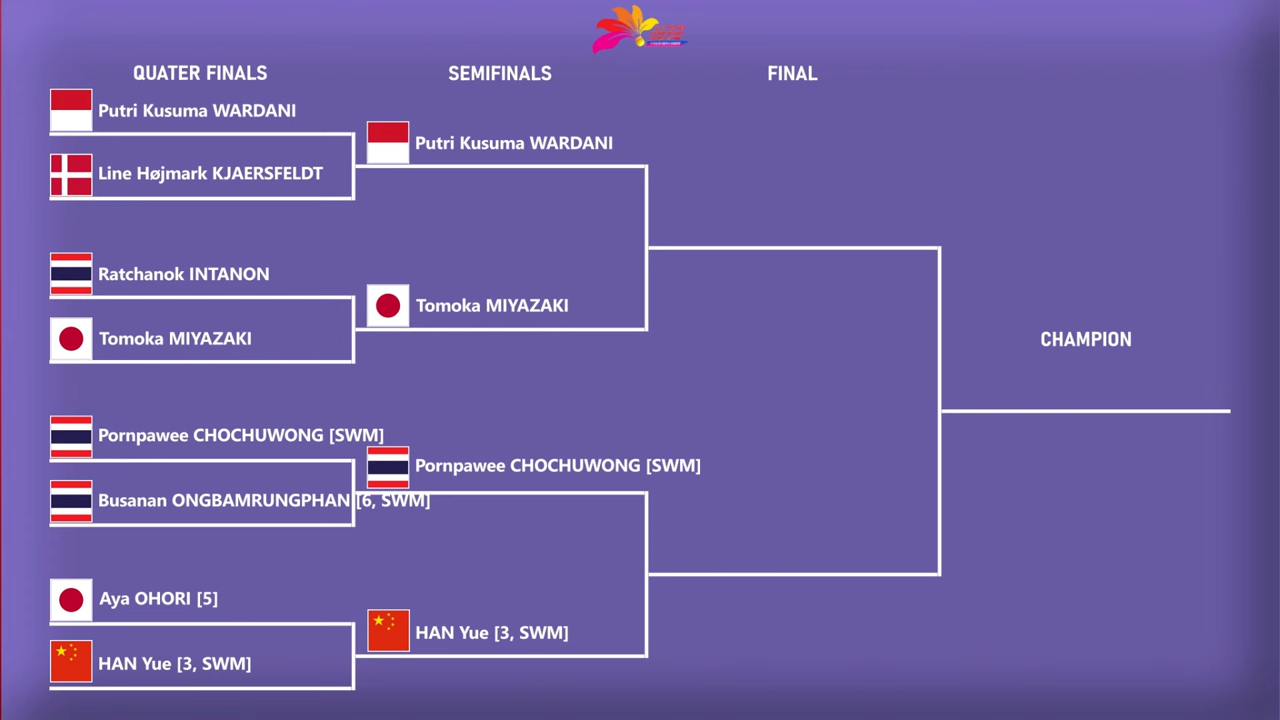 QUATER FINALS
SEMIFINALS
FINAL
Putri Kusuma WARDANI
Line Højmark KJAERSFELDT
Ratchanok INTANON
Tomoka MIYAZAKI
Pornpawee CHOCHUWONG [SWM]
Busanan ONGBAMRUNGPHAN [6, SWM]
Aya OHORI [5]
HAN Yue [3, SWM]
Putri Kusuma WARDANI
Tomoka MIYAZAKI
Pornpawee CHOCHUWONG [SWM]
HAN Yue [3, SWM]
CHAMPION